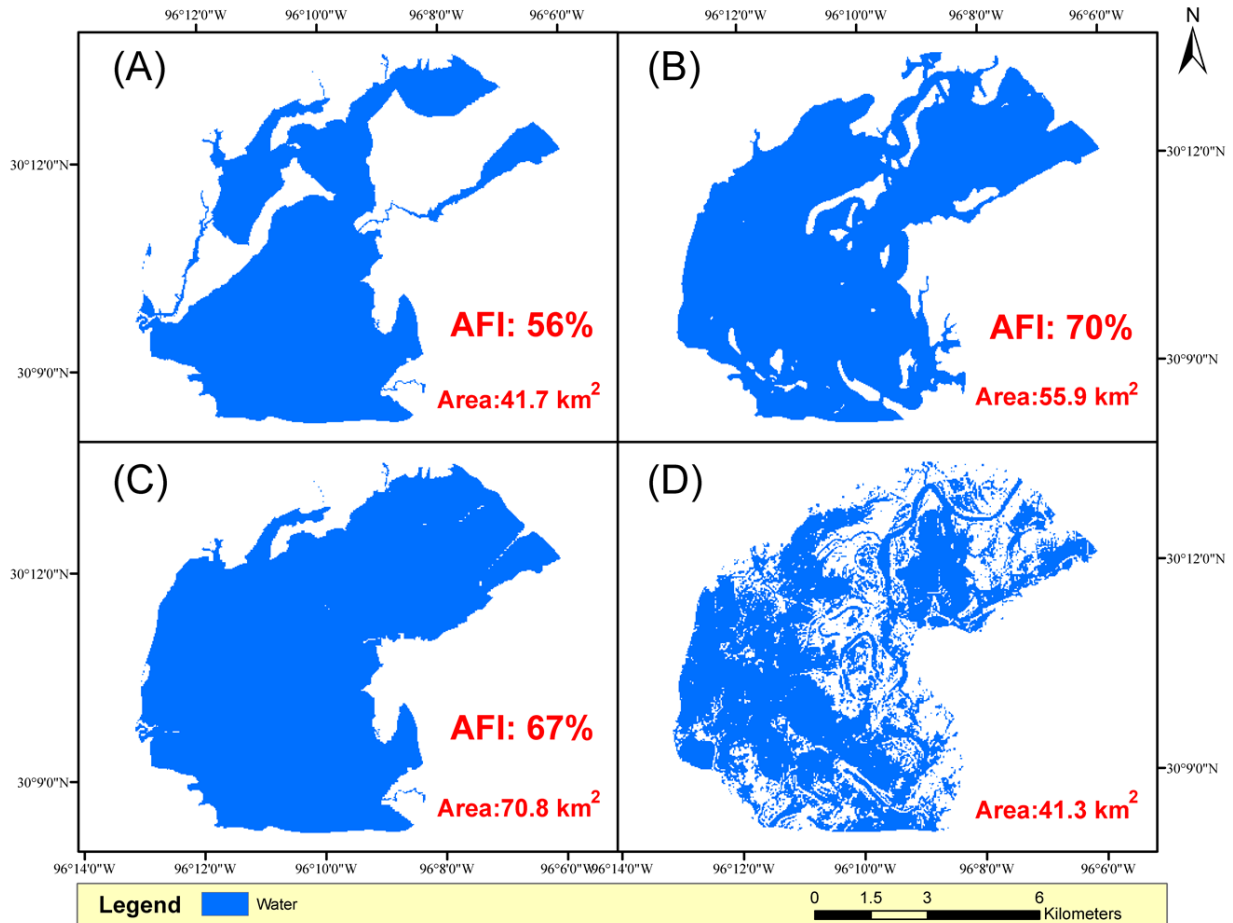 96°12'0"W 96°10'0"W 96°8'0"W 96°6'0"W 96°12'0"W 96°10'0"W 96°8'0"W 96°6'0"W
N
(A)
30°12'0"N
AFI: 56%
30°9'0"N
Area:41.7 km²
(B)
30°12'0"N
AFI: 70%
30°9'0"N
Area:55.9 km²
(C)
30°12'0"N
AFI: 67%
30°9'0"N
Area:70.8 km²
(D)
30°12'0"N
30°9'0"N
Area:41.3 km²
96°14'0"W 96°12'0"W 96°10'0"W 96°8'0"W 96°6'0"W 96°14'0"W 96°12'0"W 96°10'0"W 96°8'0"W 96°6'0"W
Legend Water
0 1.5 3 6
Kilometers